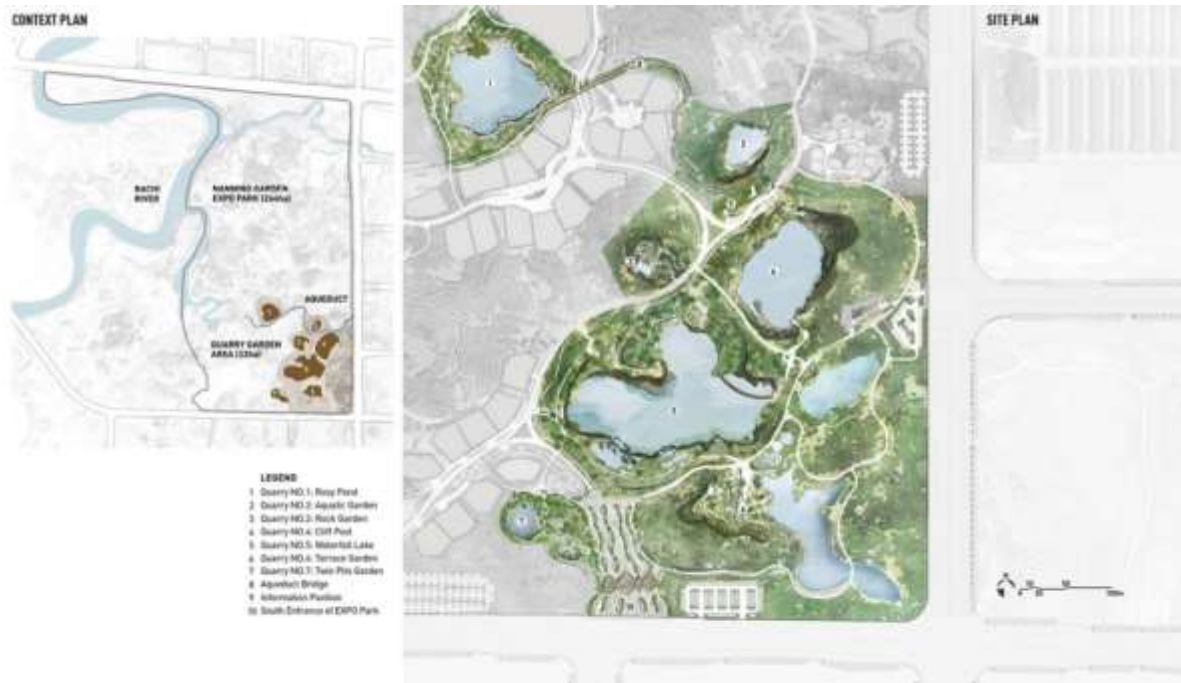 CONTEXT PLAN
SITE PLAN
BACHI
RIVER
NANNING GARDEN
EXPO PARK
AQUEDUCT
QUARRY GARDEN
AREA
LEGEND
1 Quarry NO.1: Rosy Pond
2 Quarry NO.2: Aquatic Garden
3 Quarry NO.3: Rock Garden
4 Quarry NO.4: Cliff Pool
5 Quarry NO.5: Waterfall Lake
6 Quarry NO.6: Terrace Garden
7 Quarry NO.7: Twin Pits Garden
8 Aqueduct Bridge
9 Information Pavilion
10 South Entrance of EXPO Park